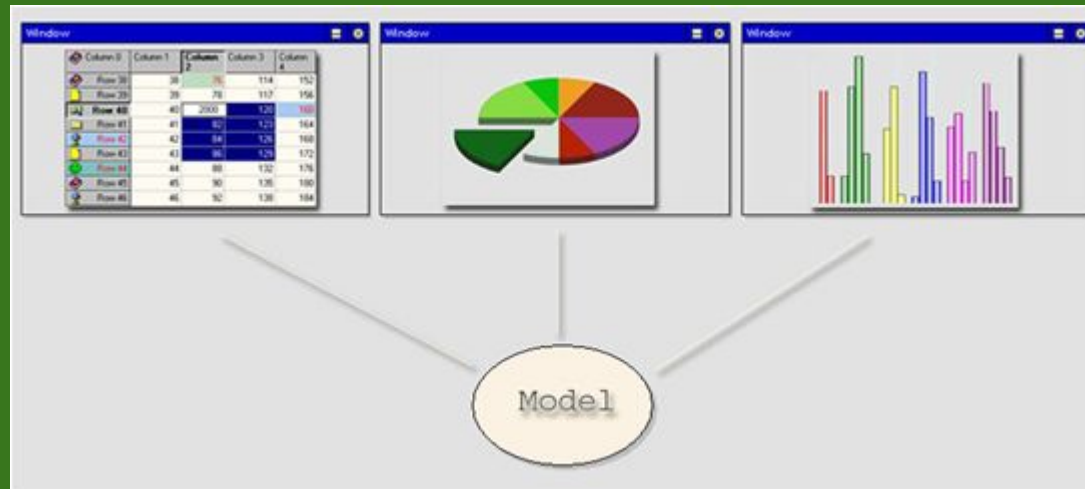 Window
Window
Window
Column 0 Column 1 Column 2 Column 3 Column 4
Row 38 38 76 114 152
Row 39 39 78 117 156
Row 40 40 2000 120 160
Row 41 41 82 123 164
Row 42 42 84 126 168
Row 43 43 86 129 172
Row 44 44 88 132 176
Row 45 45 90 135 180
Row 46 46 92 138 184
Model